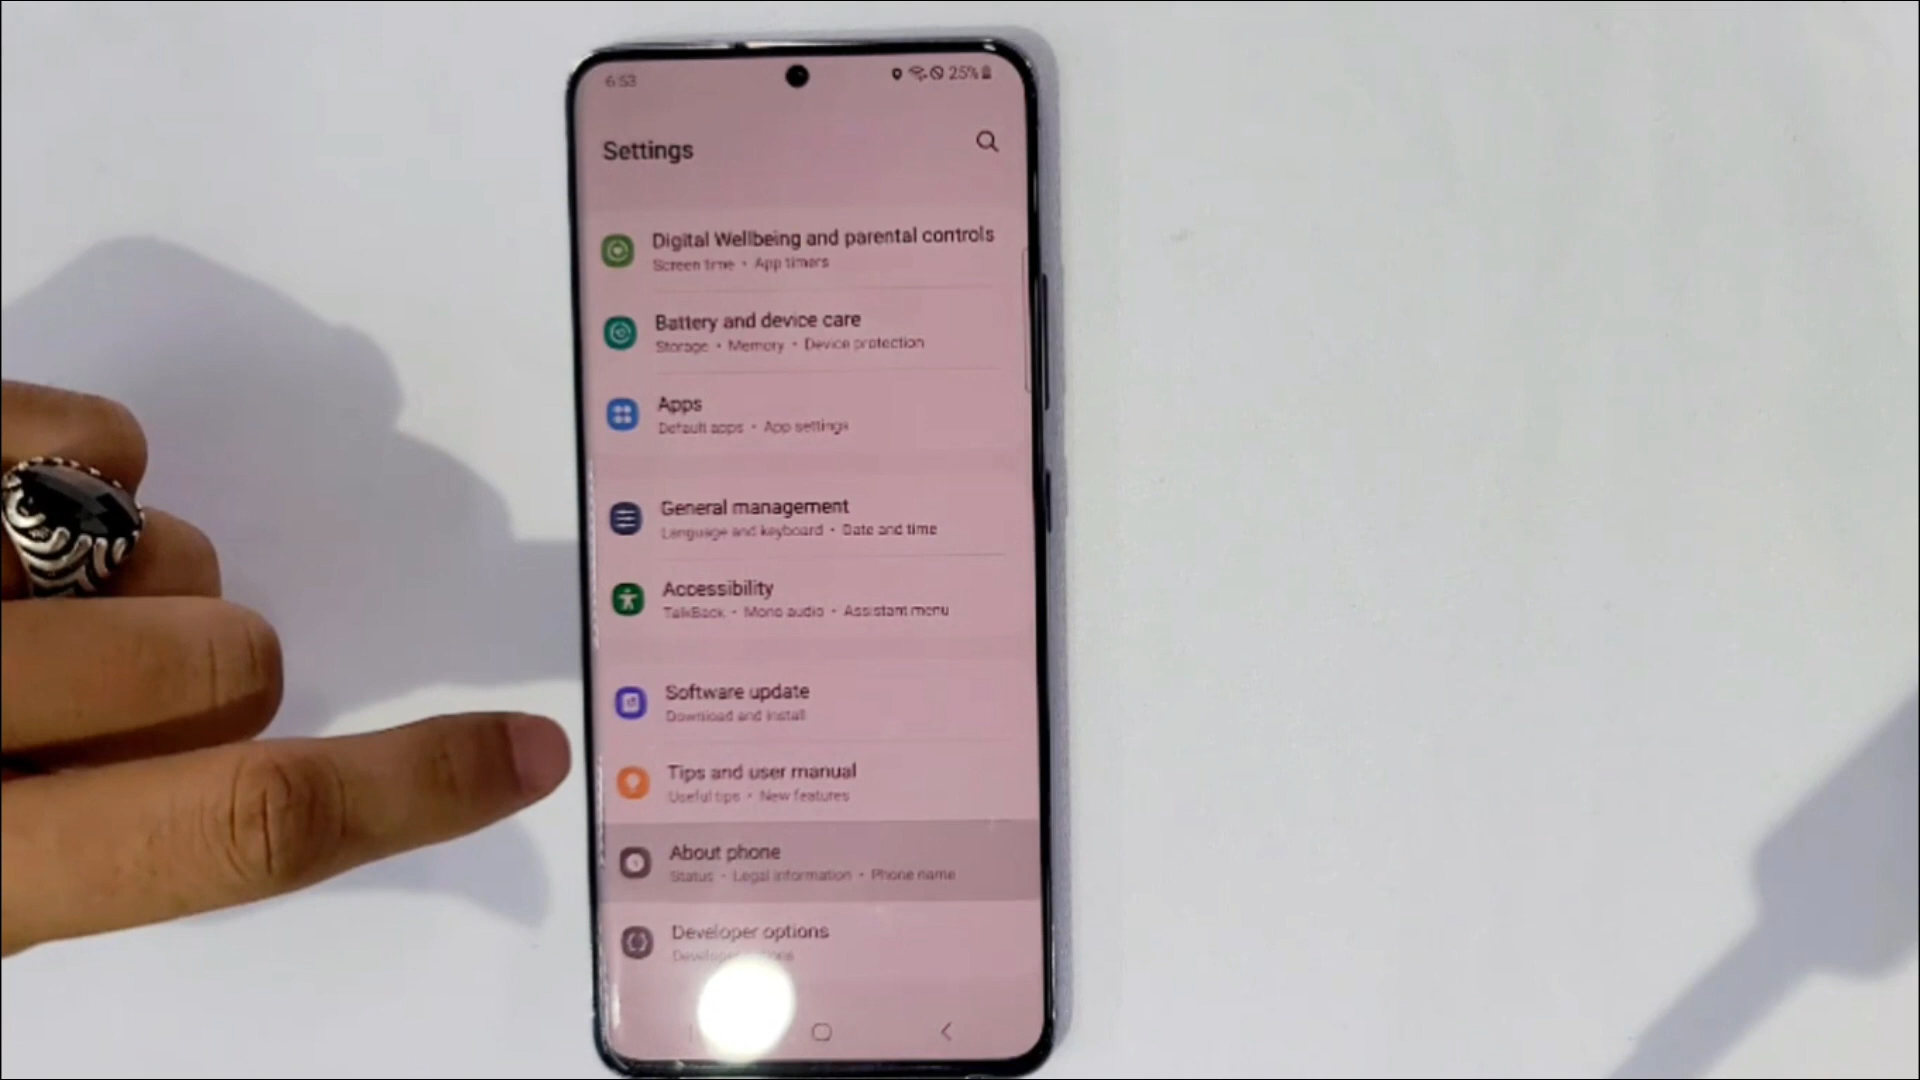 6:53
25%
Settings
Digital Wellbeing and parental controls
Screen time • App timers
Battery and device care
Storage • Memory • Device protection
Apps
Default apps • App settings
General management
Language and keyboard • Date and time
Accessibility
TalkBack • Mono audio • Assistant menu
Software update
Download and install
Tips and user manual
Useful tips • New features
About phone
Status • Legal information • Phone name
Developer options